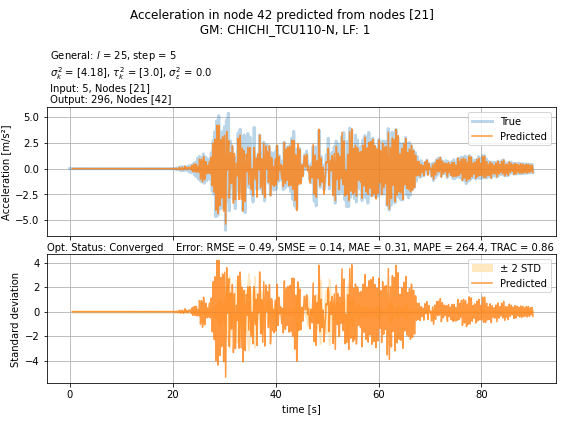 Acceleration in node 42 predicted from nodes [21]
GM: CHICHI_TCU110-N, LF: 1
General: l = 25, step = 5
σ²ₖ = [4.18], τ²ₖ = [3.0], σ²ε = 0.0
Input: 5, Nodes [21]
Output: 296, Nodes [42]
Acceleration [m/s²]
5.0
2.5
0.0
−2.5
−5.0
True
Predicted
Opt. Status: Converged Error: RMSE = 0.49, SMSE = 0.14, MAE = 0.31, MAPE = 264.4, TRAC = 0.86
Standard deviation
4
2
0
−2
−4
± 2 STD
Predicted
0 20 40 60 80
time [s]